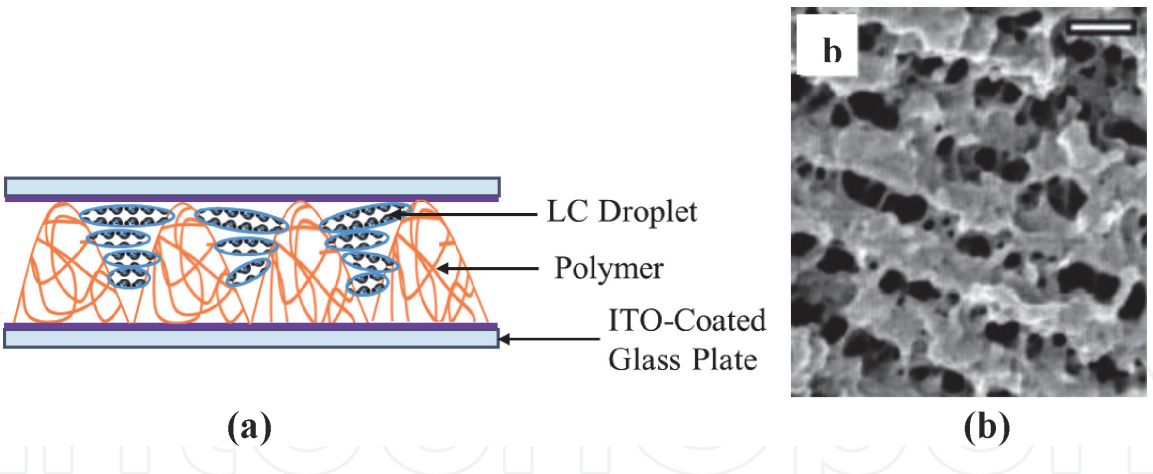 b
LC Droplet
Polymer
ITO-Coated
Glass Plate
(a)
(b)